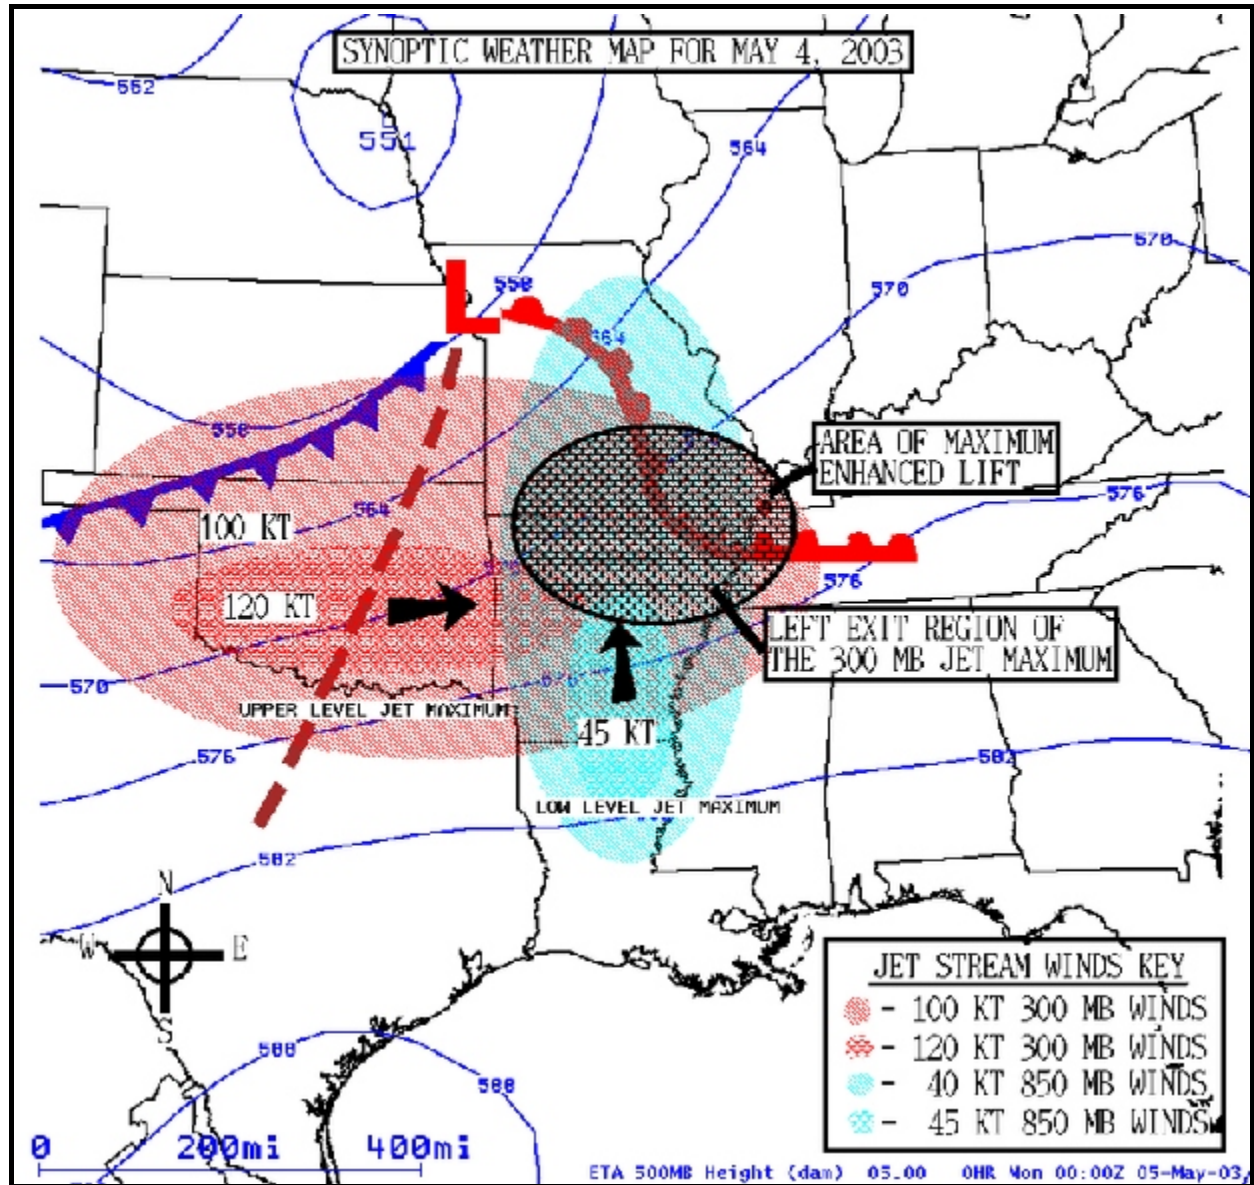 SYNOPTIC WEATHER MAP FOR MAY 4, 2003
552
551
564
570
570
558
564
AREA OF MAXIMUM
ENHANCED LIFT
558
564
576
100 KT
576
120 KT
LEFT EXIT REGION OF
THE 300 MB JET MAXIMUM
570
UPPER LEVEL JET MAXIMUM
45 KT
576
582
LOW LEVEL JET MAXIMUM
582
N
W
E
S
JET STREAM WINDS KEY
- 100 KT 300 MB WINDS
- 120 KT 300 MB WINDS
- 40 KT 850 MB WINDS
- 45 KT 850 MB WINDS
588
588
0 200mi 400mi
ETA 500MB Height (dam) 05.00 0HR Mon 00:00Z 05-May-03,